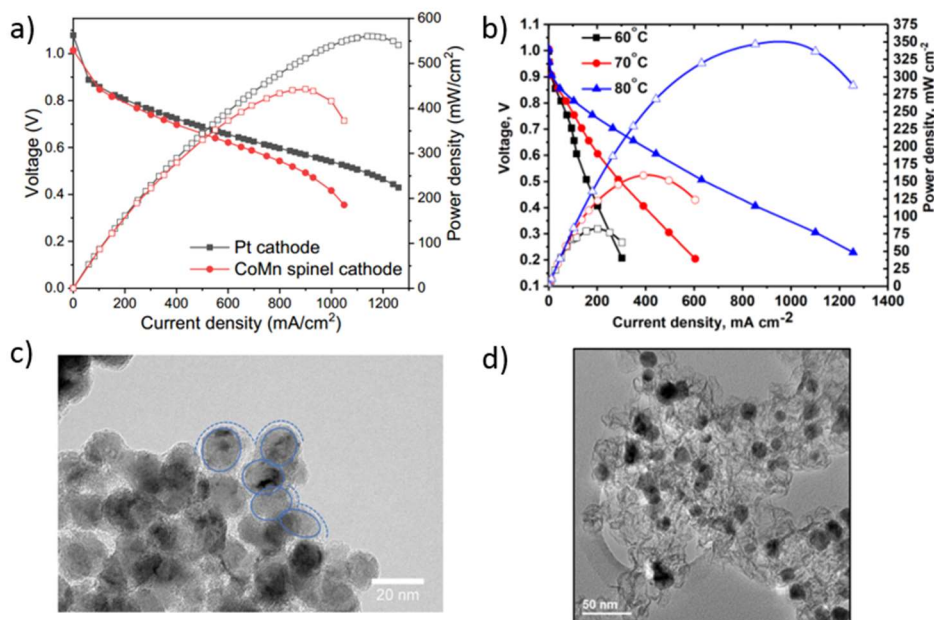 a)
Voltage (V)
1.0
0.8
0.6
0.4
0.2
0.0
0 200 400 600 800 1000 1200
Current density (mA/cm²)
600
500
400
300
200
100
0
Power density (mW/cm²)
Pt cathode
CoMn spinel cathode
b)
Voltage, V
1.1
1.0
0.9
0.8
0.7
0.6
0.5
0.4
0.3
0.2
0.1
0 200 400 600 800 1000 1200 1400
Current density, mA cm⁻²
375
350
325
300
275
250
225
200
175
150
125
100
75
50
25
0
Power density, mW cm⁻²
60°C
70°C
80°C
c)
20 nm
d)
50 nm